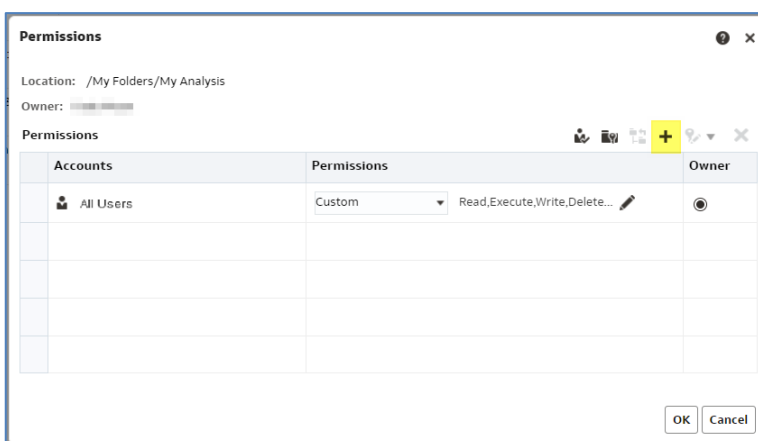 Permissions
Location: /My Folders/My Analysis
Owner:
Permissions
Accounts Permissions Owner
All Users Custom Read,Execute,Write,Delete...
OK Cancel